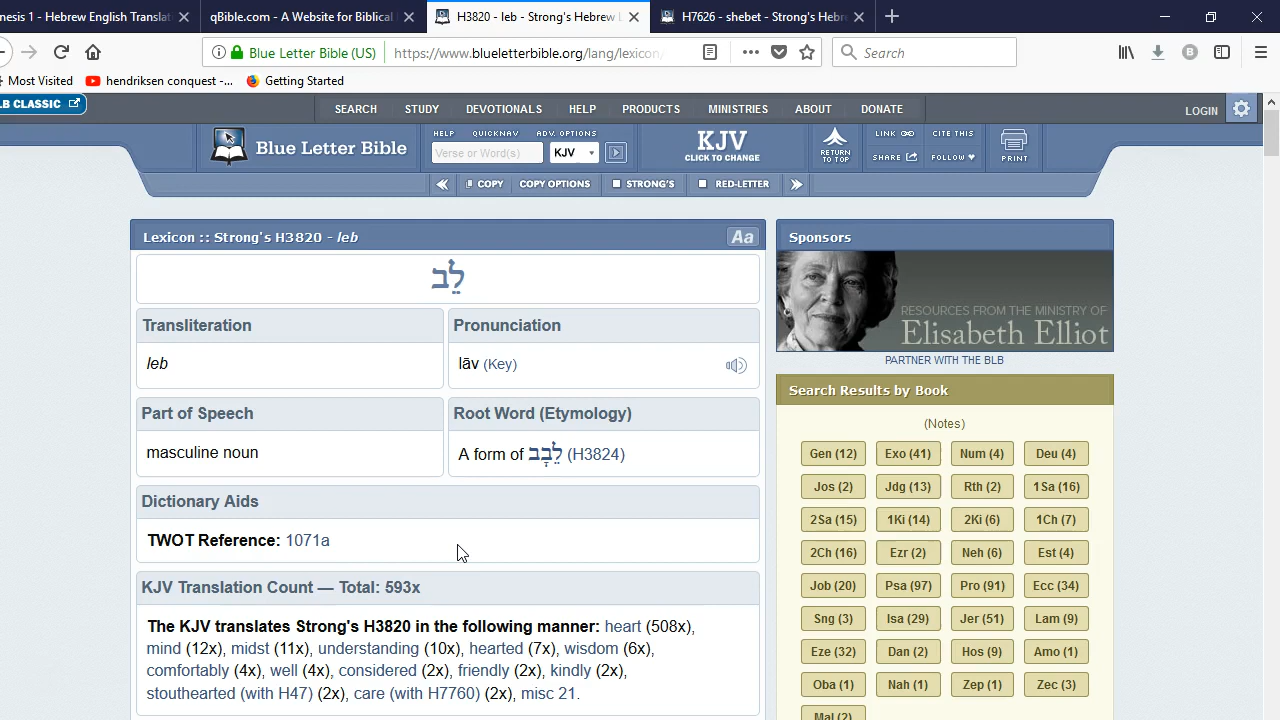 nesis 1 - Hebrew English Translat
qBible.com - A Website for Biblical
H3820 - leb - Strong's Hebrew L
H7626 - shebet - Strong's Hebr
Blue Letter Bible (US)
https://www.blueletterbible.org/lang/lexicon/
Search
Most Visited
hendriksen conquest -...
Getting Started
LB CLASSIC
SEARCH STUDY DEVOTIONALS HELP PRODUCTS MINISTRIES ABOUT DONATE
LOGIN
Blue Letter Bible
HELP QUICKNAV ADV. OPTIONS
Verse or Word(s) KJV
KJV
CLICK TO CHANGE
RETURN
TO TOP
LINK CITE THIS
SHARE FOLLOW
PRINT
COPY COPY OPTIONS STRONG'S RED-LETTER
Lexicon :: Strong's H3820 - leb
Aa
לֵב
Transliteration
leb
Pronunciation
lāv (Key)
Part of Speech
masculine noun
Root Word (Etymology)
A form of לֵבָב (H3824)
Dictionary Aids
TWOT Reference: 1071a
KJV Translation Count — Total: 593x
The KJV translates Strong's H3820 in the following manner: heart (508x),
mind (12x), midst (11x), understanding (10x), hearted (7x), wisdom (6x),
comfortably (4x), well (4x), considered (2x), friendly (2x), kindly (2x),
stouthearted (with H47) (2x), care (with H7760) (2x), misc 21.
Sponsors
RESOURCES FROM THE MINISTRY OF
Elisabeth Elliot
PARTNER WITH THE BLB
Search Results by Book
(Notes)
Gen (12) Exo (41) Num (4) Deu (4)
Jos (2) Jdg (13) Rth (2) 1Sa (16)
2Sa (15) 1Ki (14) 2Ki (6) 1Ch (7)
2Ch (16) Ezr (2) Neh (6) Est (4)
Job (20) Psa (97) Pro (91) Ecc (34)
Sng (3) Isa (29) Jer (51) Lam (9)
Eze (32) Dan (2) Hos (9) Amo (1)
Oba (1) Nah (1) Zep (1) Zec (3)
Mal (2)